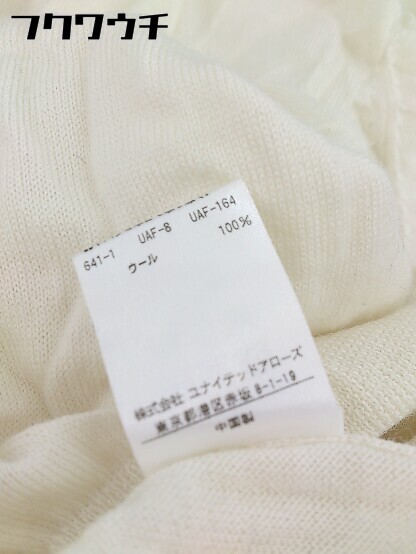 フクワウチ
641-1 UAF-8 UAF-164
ウール 100%
株式会社 ユナイテッドアローズ
東京都港区赤坂8-1-19
中国製